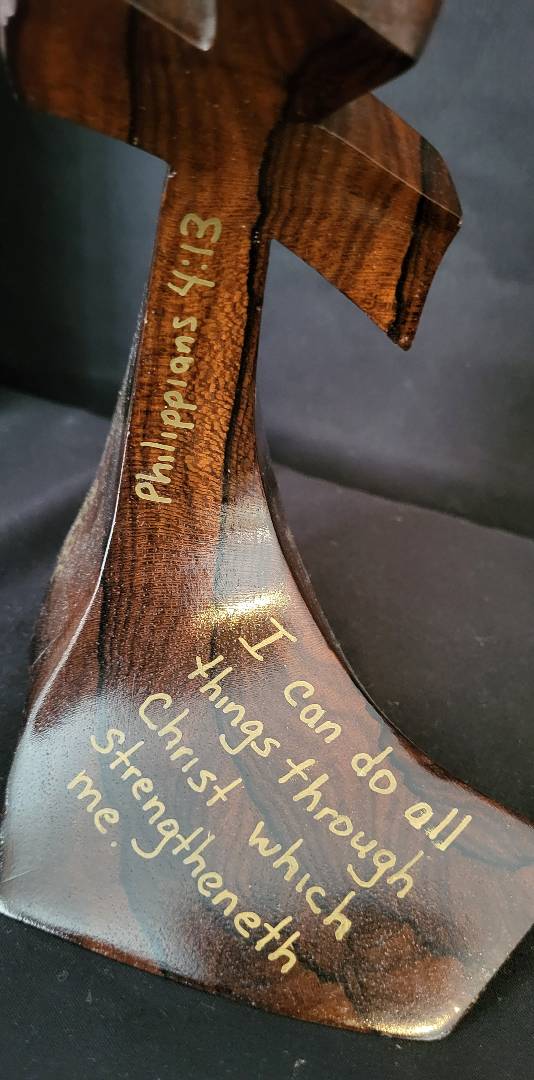 Philippians 4:13
I can do all
things through
Christ which
strengtheneth
me.